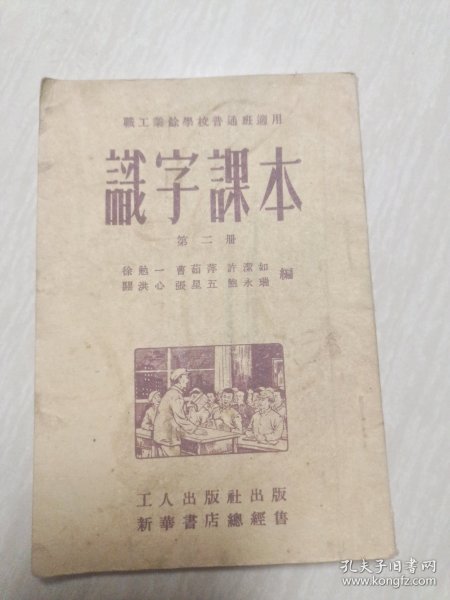 職工業餘學校普通班適用
識字課本
第二冊
徐勉一 曹茹萍 許潔如
關洪心 張星五 鮑永瑞 編
工人出版社出版
新華書店總經售
孔夫子旧书网
www.kongfz.com